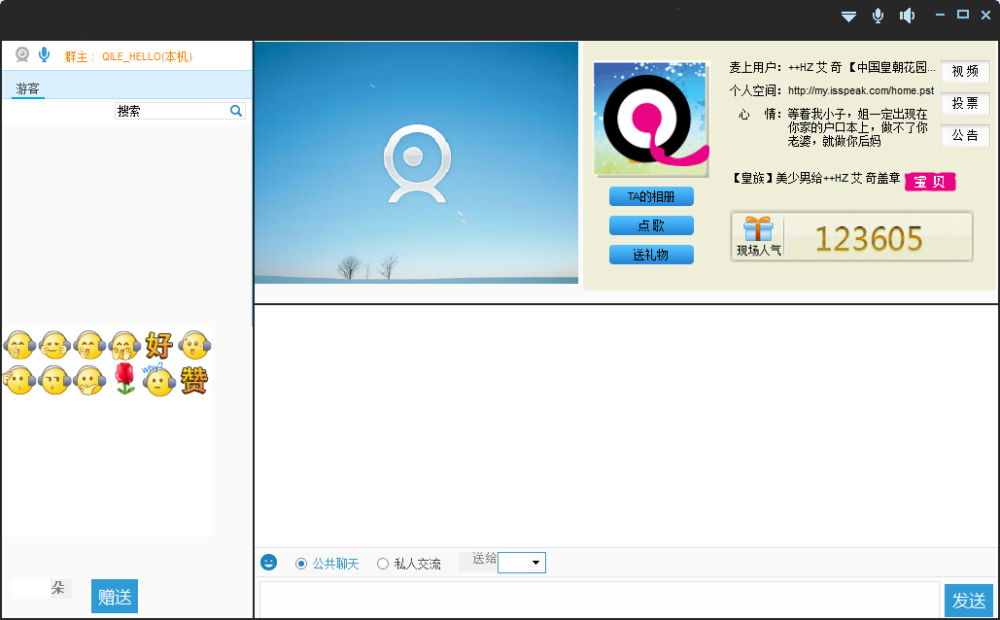 群主： QILE_HELLO(本机)
游客
搜索
好
why?
赞
朵
赠送
TA的相册
点歌
送礼物
麦上用户：++HZ 艾 奇 【中国皇朝花园...
个人空间：http://my.isspeak.com/home.pst
心 情：等着我小子，姐一定出现在
你家的户口本上，做不了你
老婆，就做你后妈
视 频
投 票
公 告
【皇族】美少男给++HZ 艾 奇盖章 宝 贝
现场人气
123605
公共聊天
私人交流
送给
发送